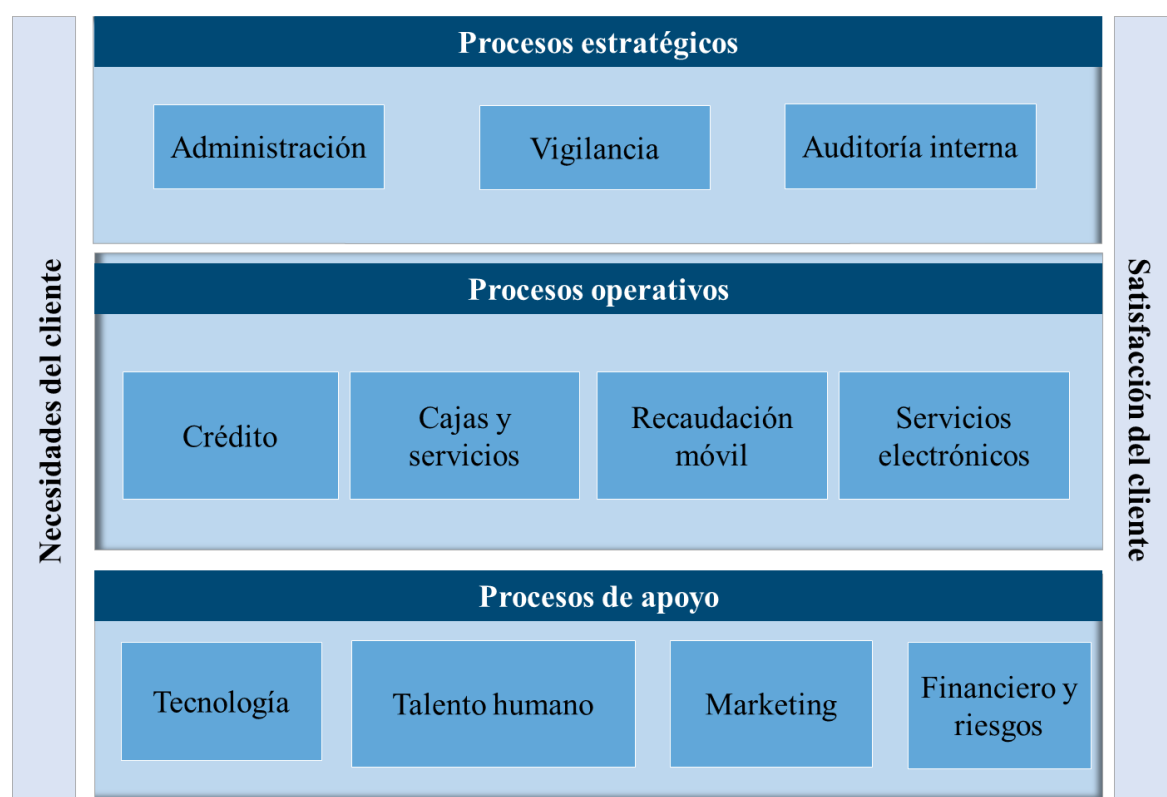 Necesidades del cliente
Procesos estratégicos
Administración
Vigilancia
Auditoría interna
Procesos operativos
Crédito
Cajas y
servicios
Recaudación
móvil
Servicios
electrónicos
Procesos de apoyo
Tecnología
Talento humano
Marketing
Financiero y
riesgos
Satisfacción del cliente